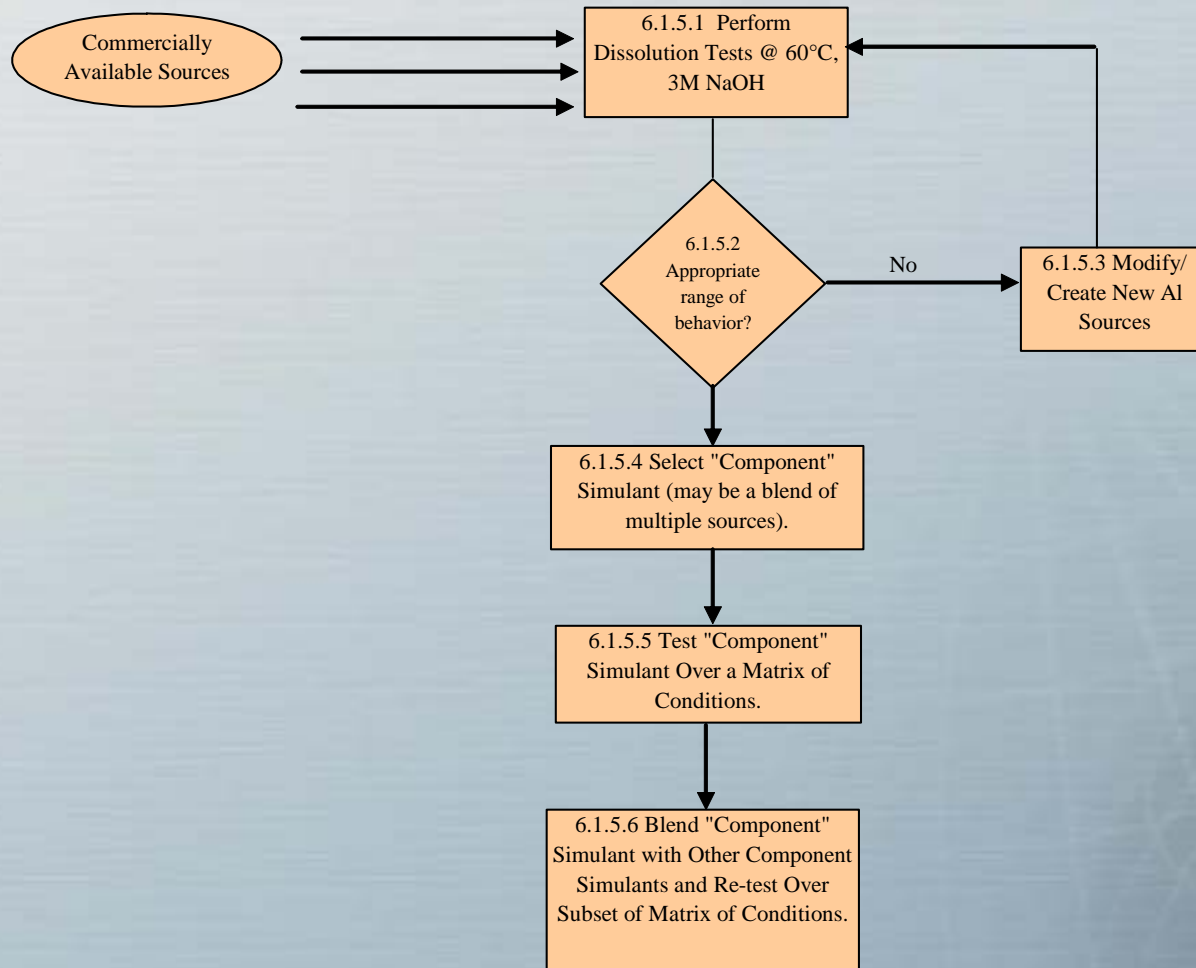 Commercially
Available Sources
6.1.5.1 Perform
Dissolution Tests @ 60°C,
3M NaOH
6.1.5.2
Appropriate
range of
behavior?
No
6.1.5.3 Modify/
Create New Al
Sources
6.1.5.4 Select "Component"
Simulant (may be a blend of
multiple sources).
6.1.5.5 Test "Component"
Simulant Over a Matrix of
Conditions.
6.1.5.6 Blend "Component"
Simulant with Other Component
Simulants and Re-test Over
Subset of Matrix of Conditions.